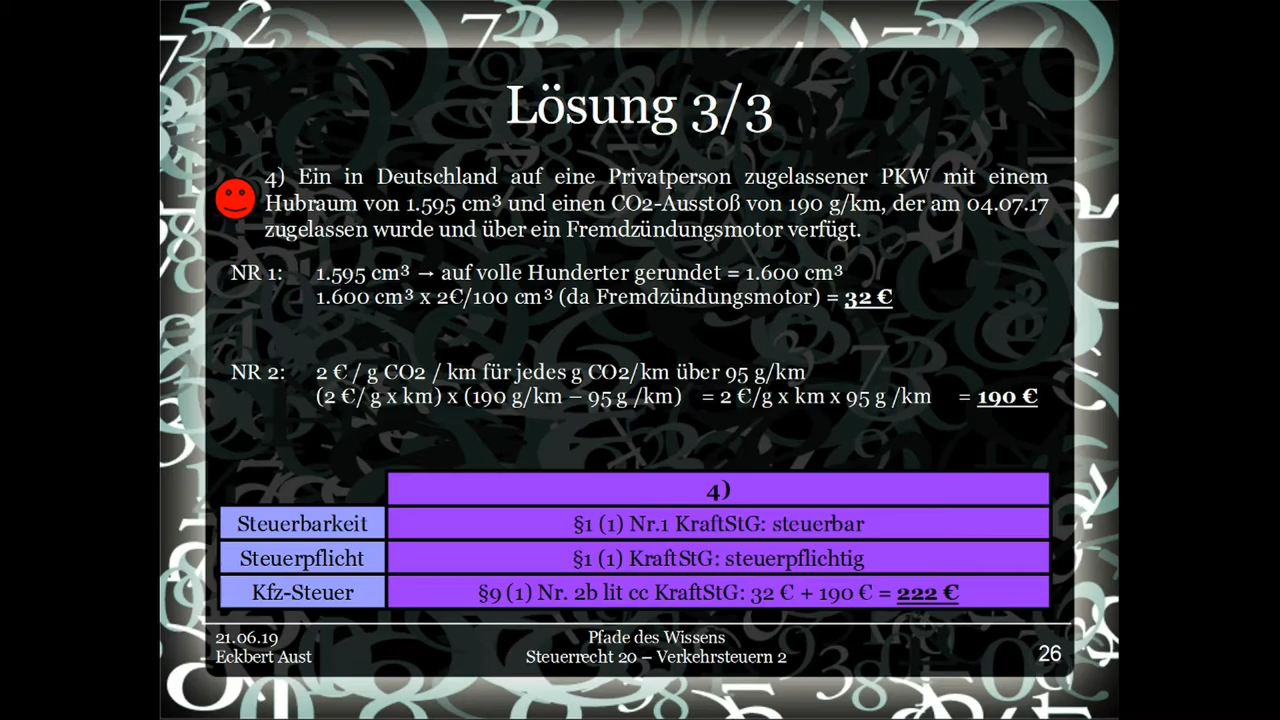 Lösung 3/3
4) Ein in Deutschland auf eine Privatperson zugelassener PKW mit einem
Hubraum von 1.595 cm³ und einen CO2-Ausstoß von 190 g/km, der am 04.07.17
zugelassen wurde und über ein Fremdzündungsmotor verfügt.
NR 1: 1.595 cm³ → auf volle Hunderter gerundet = 1.600 cm³
1.600 cm³ x 2€/100 cm³ (da Fremdzündungsmotor) = 32 €
NR 2: 2 € / g CO2 / km für jedes g CO2/km über 95 g/km
(2 €/ g x km) x (190 g/km – 95 g /km) = 2 €/g x km x 95 g /km = 190 €
4)
Steuerbarkeit §1 (1) Nr.1 KraftStG: steuerbar
Steuerpflicht §1 (1) KraftStG: steuerpflichtig
Kfz-Steuer §9 (1) Nr. 2b lit cc KraftStG: 32 € + 190 € = 222 €
21.06.19 Pfade des Wissens
Eckbert Aust Steuerrecht 20 – Verkehrsteuern 2 26